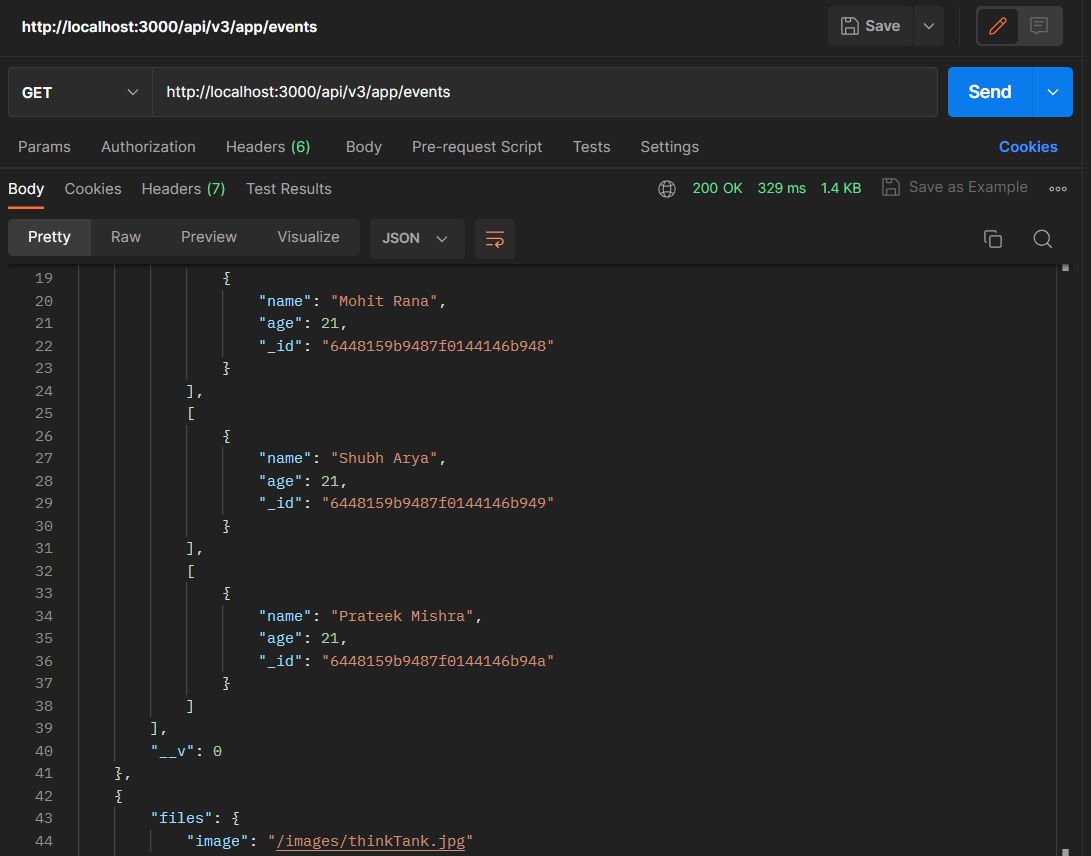 http://localhost:3000/api/v3/app/events
Save
GET http://localhost:3000/api/v3/app/events Send
Params Authorization Headers (6) Body Pre-request Script Tests Settings Cookies
Body Cookies Headers (7) Test Results 200 OK 329 ms 1.4 KB Save as Example
Pretty Raw Preview Visualize JSON
19 {
20 "name": "Mohit Rana",
21 "age": 21,
22 "_id": "6448159b9487f0144146b948"
23 }
24 ],
25 [
26 {
27 "name": "Shubh Arya",
28 "age": 21,
29 "_id": "6448159b9487f0144146b949"
30 }
31 ],
32 [
33 {
34 "name": "Prateek Mishra",
35 "age": 21,
36 "_id": "6448159b9487f0144146b94a"
37 }
38 ]
39 ],
40 "__v": 0
41 },
42 {
43 "files": {
44 "image": "/images/thinkTank.jpg"